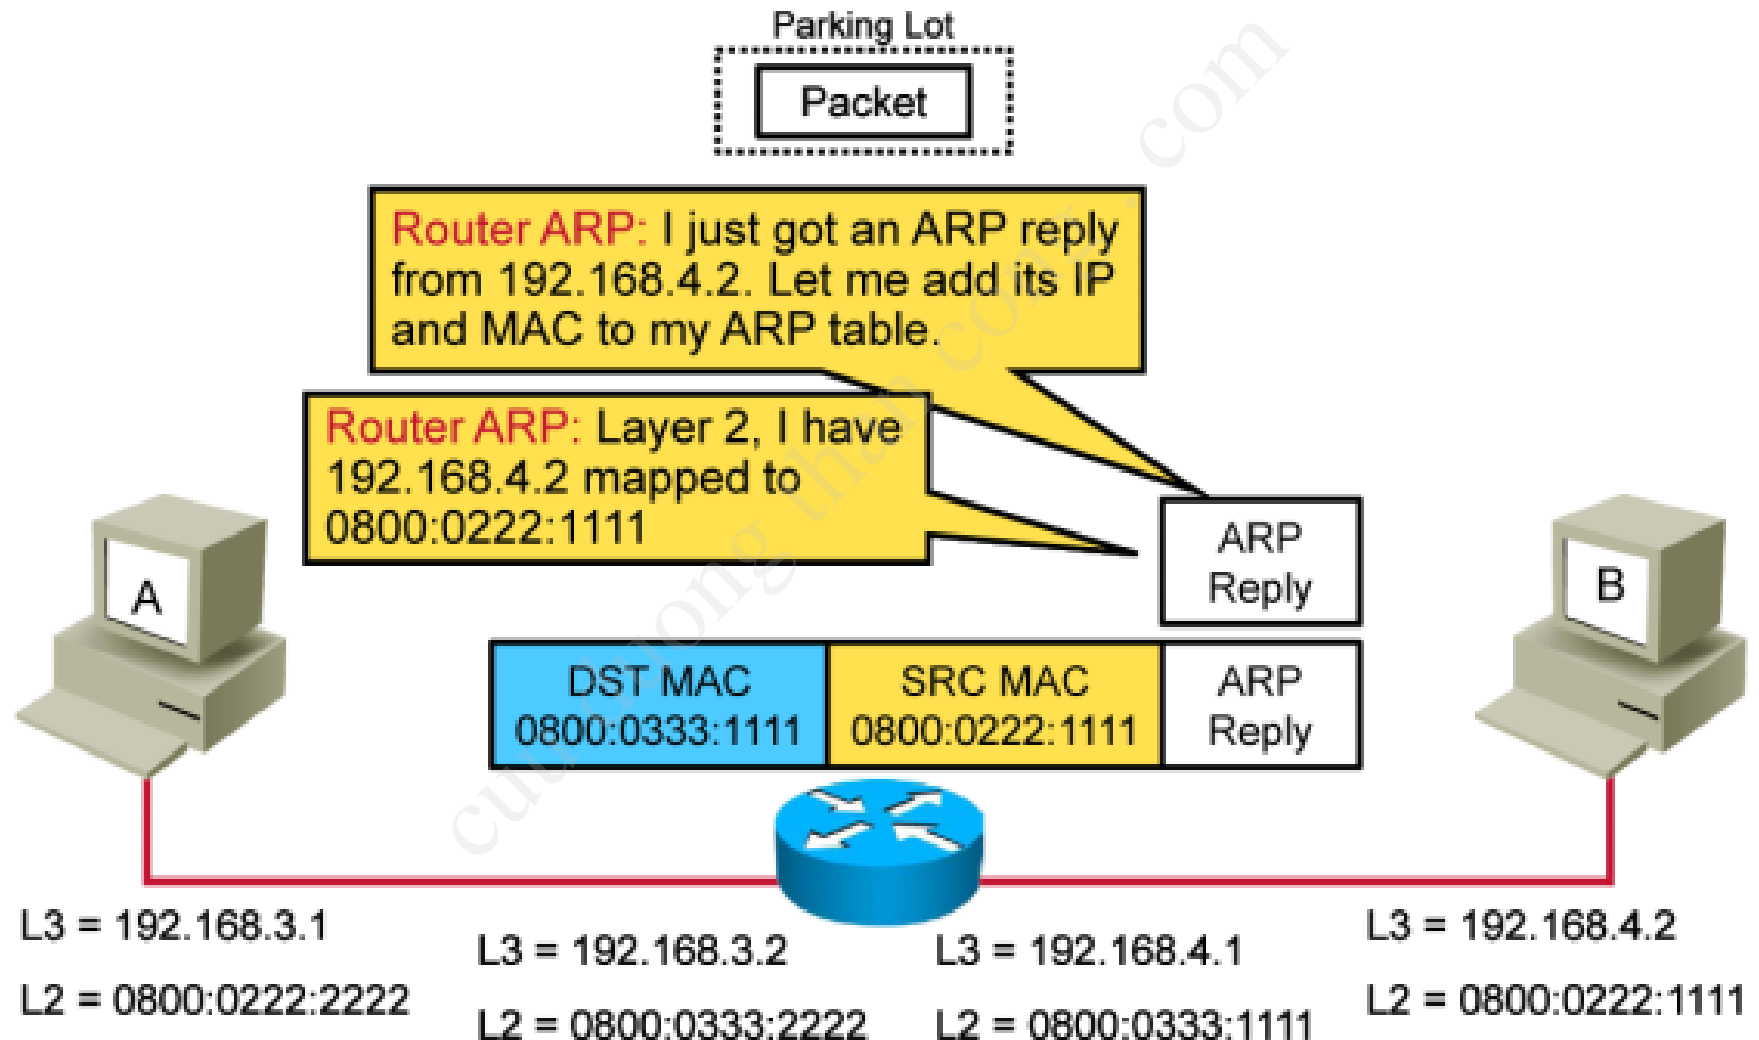 Parking Lot
Packet
Router ARP: I just got an ARP reply
from 192.168.4.2. Let me add its IP
and MAC to my ARP table.
Router ARP: Layer 2, I have
192.168.4.2 mapped to
0800:0222:1111
ARP
Reply
A
B
DST MAC
0800:0333:1111
SRC MAC
0800:0222:1111
ARP
Reply
L3 = 192.168.3.1
L2 = 0800:0222:2222
L3 = 192.168.3.2
L2 = 0800:0333:2222
L3 = 192.168.4.1
L2 = 0800:0333:1111
L3 = 192.168.4.2
L2 = 0800:0222:1111